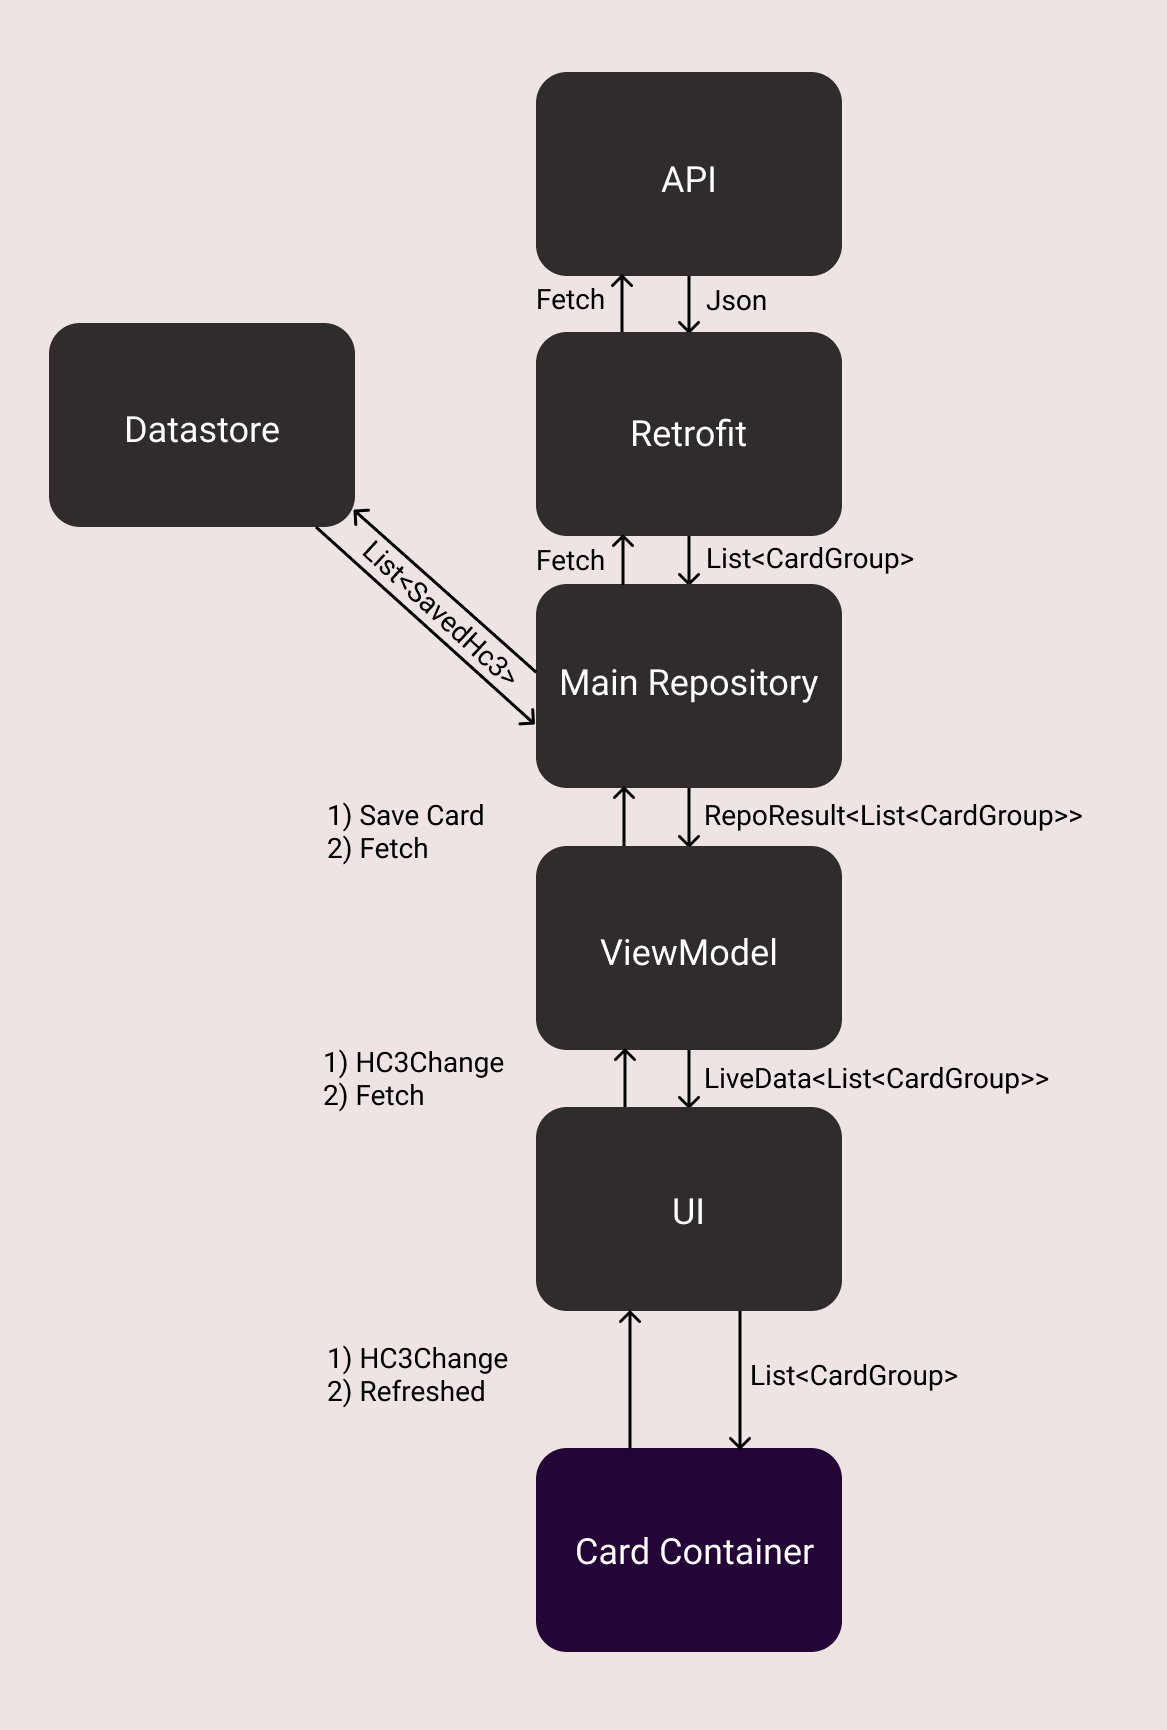 API
Fetch
Json
Datastore
Retrofit
Fetch
List<CardGroup>
List<SavedHc3>
Main Repository
1) Save Card
2) Fetch
RepoResult<List<CardGroup>>
ViewModel
1) HC3Change
2) Fetch
LiveData<List<CardGroup>>
UI
1) HC3Change
2) Refreshed
List<CardGroup>
Card Container